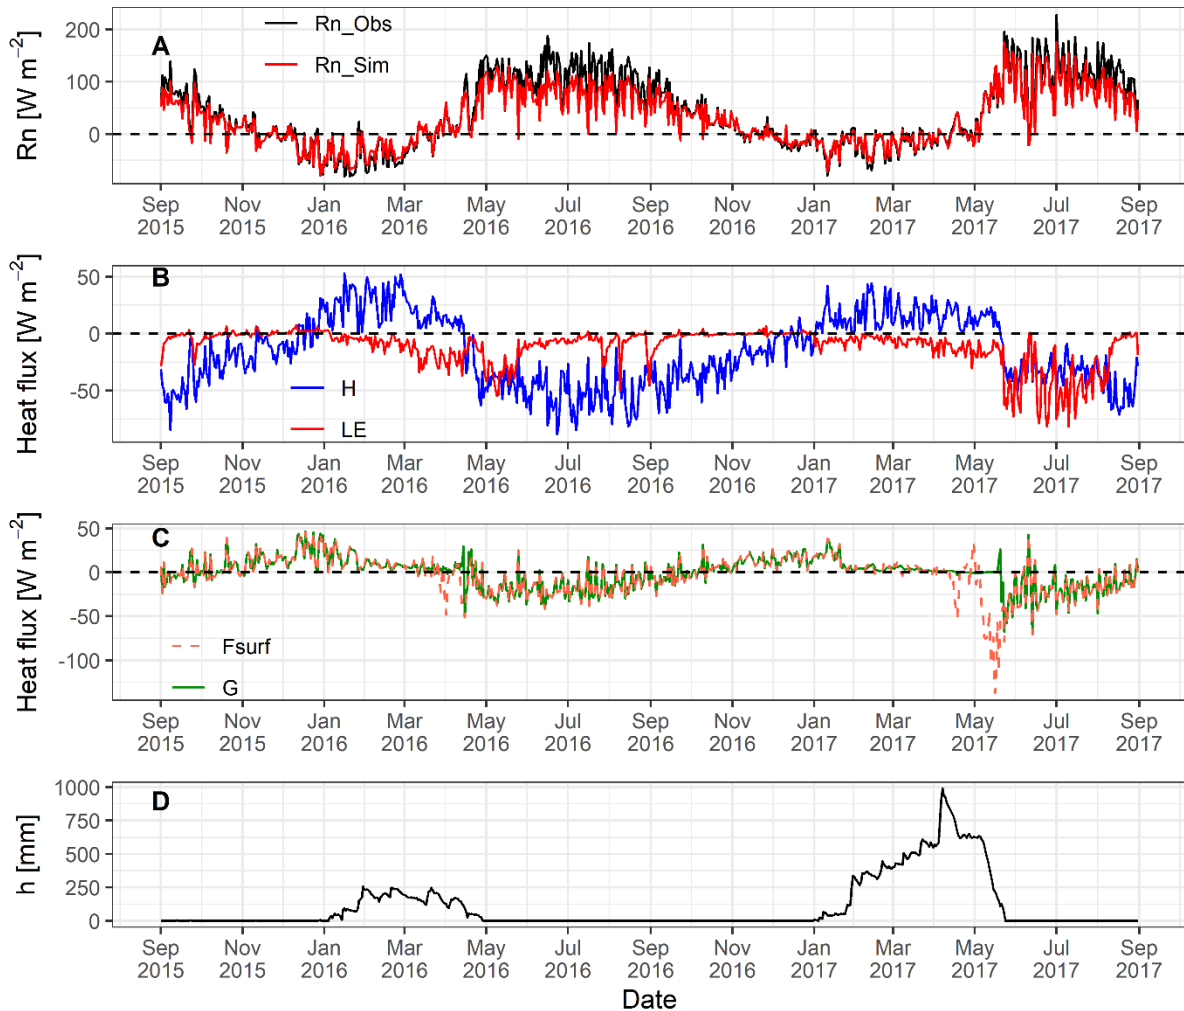 Rn [W m⁻²]
200
100
0
A
Rn_Obs
Rn_Sim
Sep Nov Jan Mar May Jul Sep Nov Jan Mar May Jul Sep
2015 2015 2016 2016 2016 2016 2016 2016 2017 2017 2017 2017 2017
Heat flux [W m⁻²]
50
0
-50
B
H
LE
Sep Nov Jan Mar May Jul Sep Nov Jan Mar May Jul Sep
2015 2015 2016 2016 2016 2016 2016 2016 2017 2017 2017 2017 2017
Heat flux [W m⁻²]
50
0
-50
-100
C
Fsurf
G
Sep Nov Jan Mar May Jul Sep Nov Jan Mar May Jul Sep
2015 2015 2016 2016 2016 2016 2016 2016 2017 2017 2017 2017 2017
h [mm]
1000
750
500
250
0
D
Sep Nov Jan Mar May Jul Sep Nov Jan Mar May Jul Sep
2015 2015 2016 2016 2016 2016 2016 2016 2017 2017 2017 2017 2017
Date